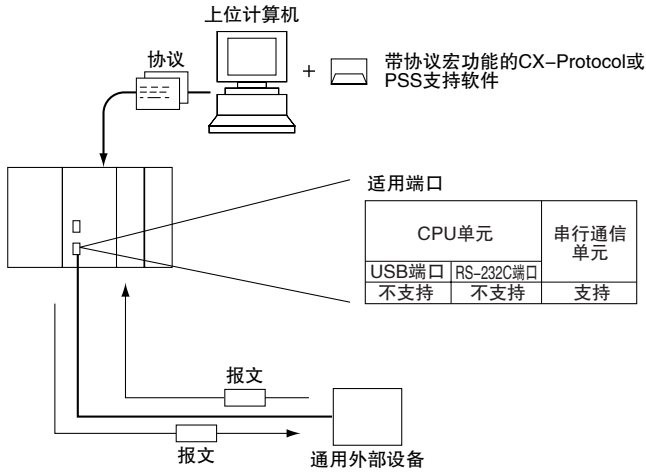 上位计算机
协议
+
带协议宏功能的CX–Protocol或
PSS支持软件
适用端口
CPU单元
串行通信
单元
USB端口 RS–232C端口
不支持 不支持 支持
报文
报文
通用外部设备